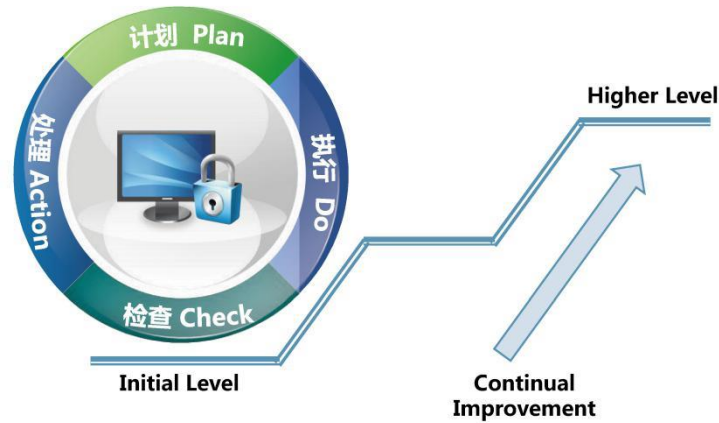 计划 Plan
处理 Action
执行 Do
检查 Check
Higher Level
Initial Level
Continual
Improvement